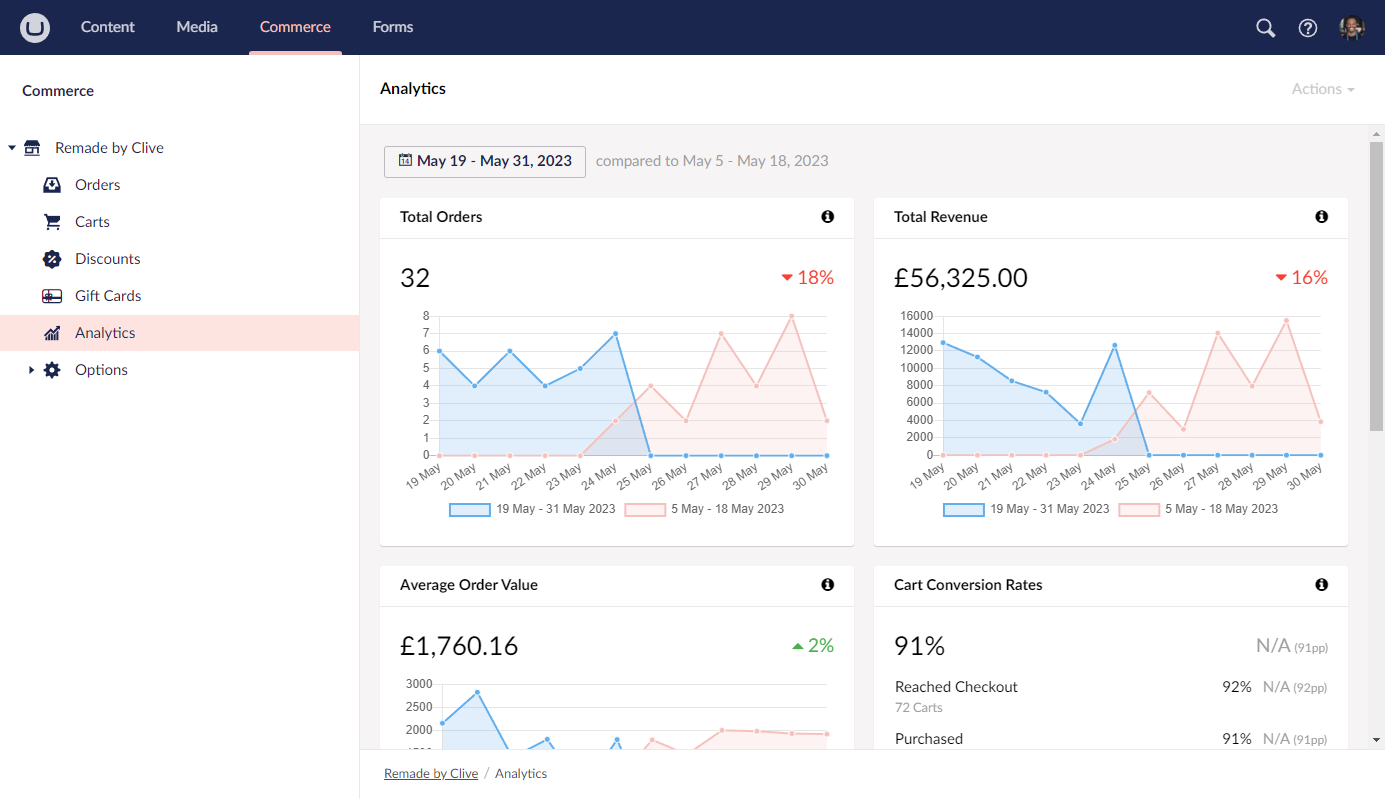 Content Media Commerce Forms
Commerce
Remade by Clive
Orders
Carts
Discounts
Gift Cards
Analytics
Options
Analytics
Actions
May 19 - May 31, 2023 compared to May 5 - May 18, 2023
Total Orders
32
18%
8
7
6
5
4
3
2
1
0
19 May 20 May 21 May 22 May 23 May 24 May 25 May 26 May 27 May 28 May 29 May 30 May
19 May - 31 May 2023 5 May - 18 May 2023
Total Revenue
£56,325.00
16%
16000
14000
12000
10000
8000
6000
4000
2000
0
19 May 20 May 21 May 22 May 23 May 24 May 25 May 26 May 27 May 28 May 29 May 30 May
19 May - 31 May 2023 5 May - 18 May 2023
Average Order Value
£1,760.16
2%
3000
2500
2000
Cart Conversion Rates
91%
N/A (91pp)
Reached Checkout 92% N/A (92pp)
72 Carts
Purchased 91% N/A (91pp)
Remade by Clive / Analytics